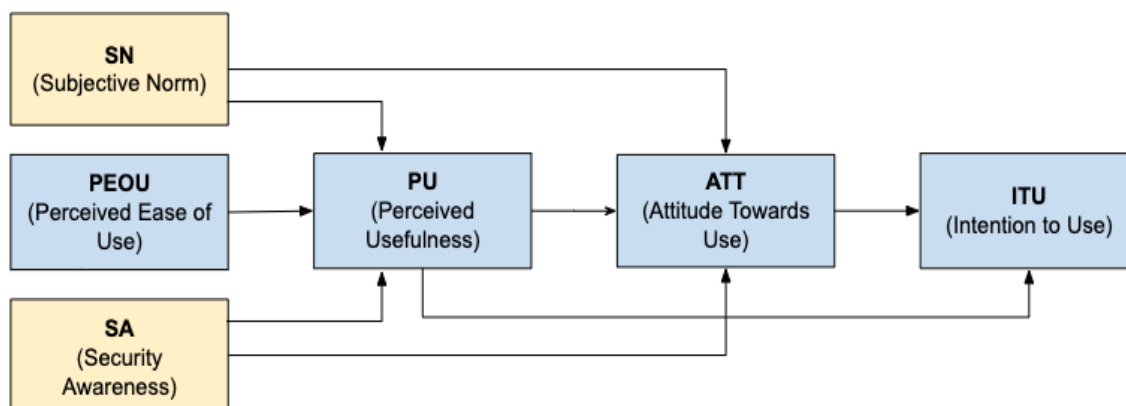 SN
(Subjective Norm)
PEOU
(Perceived Ease of
Use)
PU
(Perceived
Usefulness)
ATT
(Attitude Towards
Use)
ITU
(Intention to Use)
SA
(Security
Awareness)